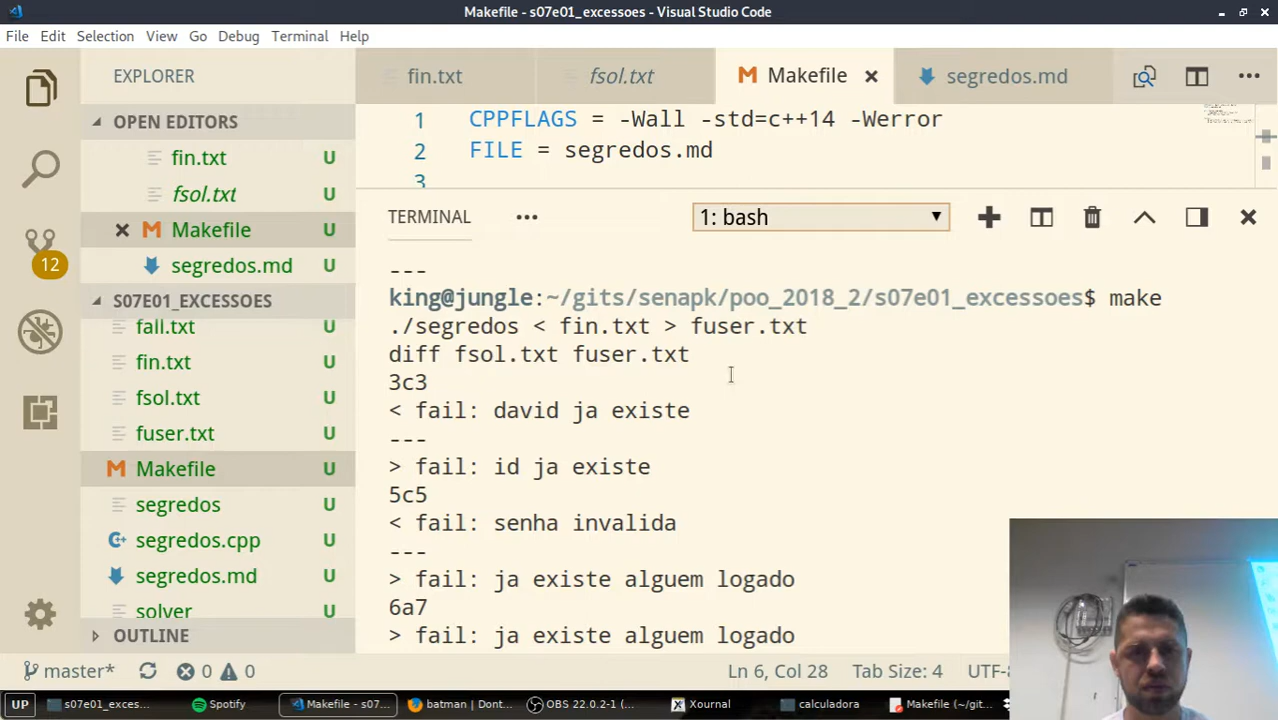 Makefile - s07e01_excessoes - Visual Studio Code
File Edit Selection View Go Debug Terminal Help
EXPLORER
OPEN EDITORS
fin.txt U
fsol.txt U
Makefile U
segredos.md U
S07E01_EXCESSOES
fall.txt U
fin.txt U
fsol.txt U
fuser.txt U
Makefile U
segredos U
segredos.cpp U
segredos.md U
solver U
OUTLINE
12
fin.txt fsol.txt Makefile segredos.md
1 CPPFLAGS = -Wall -std=c++14 -Werror
2 FILE = segredos.md
3
TERMINAL 1: bash
---
king@jungle:~/gits/senapk/poo_2018_2/s07e01_excessoes$ make
./segredos < fin.txt > fuser.txt
diff fsol.txt fuser.txt
3c3
< fail: david ja existe
---
> fail: id ja existe
5c5
< fail: senha invalida
---
> fail: ja existe alguem logado
6a7
> fail: ja existe alguem logado
master* 0 0 Ln 6, Col 28 Tab Size: 4 UTF-8
UP s07e01_exces... Spotify Makefile - s07... batman | Dont... OBS 22.0.2-1 (... Xournal calculadora Makefile (~/git...